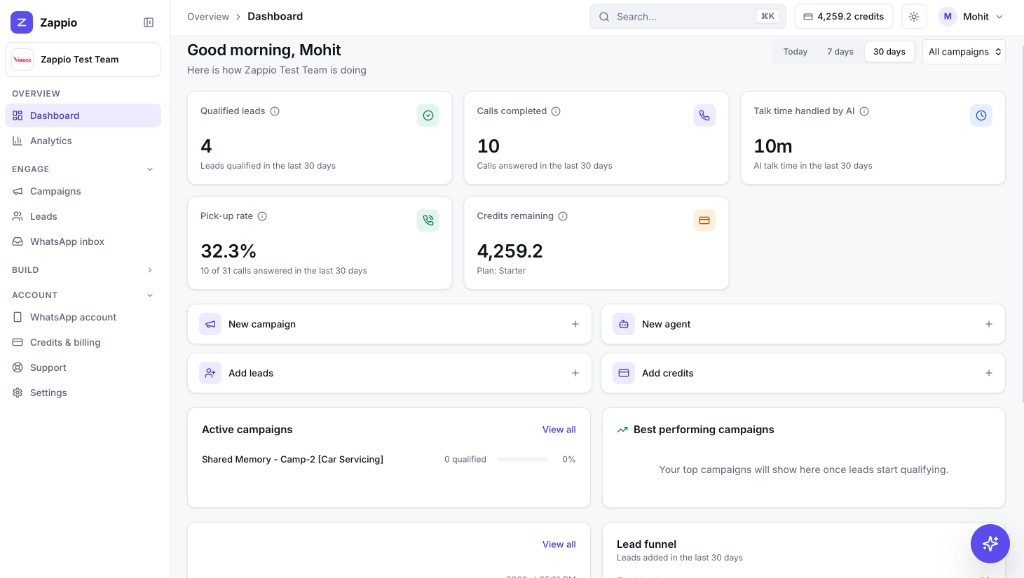 Zappio
Overview > Dashboard
Search...
⌘K
4,259.2 credits
M
Mohit
Zappio Test Team
OVERVIEW
Dashboard
Analytics
ENGAGE
Campaigns
Leads
WhatsApp inbox
BUILD
ACCOUNT
WhatsApp account
Credits & billing
Support
Settings
Good morning, Mohit
Here is how Zappio Test Team is doing
Today
7 days
30 days
All campaigns
Qualified leads
4
Leads qualified in the last 30 days
Calls completed
10
Calls answered in the last 30 days
Talk time handled by AI
10m
AI talk time in the last 30 days
Pick-up rate
32.3%
10 of 31 calls answered in the last 30 days
Credits remaining
4,259.2
Plan: Starter
New campaign
New agent
Add leads
Add credits
Active campaigns
View all
Shared Memory - Camp-2 [Car Servicing]
0 qualified
0%
Best performing campaigns
Your top campaigns will show here once leads start qualifying.
View all
Lead funnel
Leads added in the last 30 days